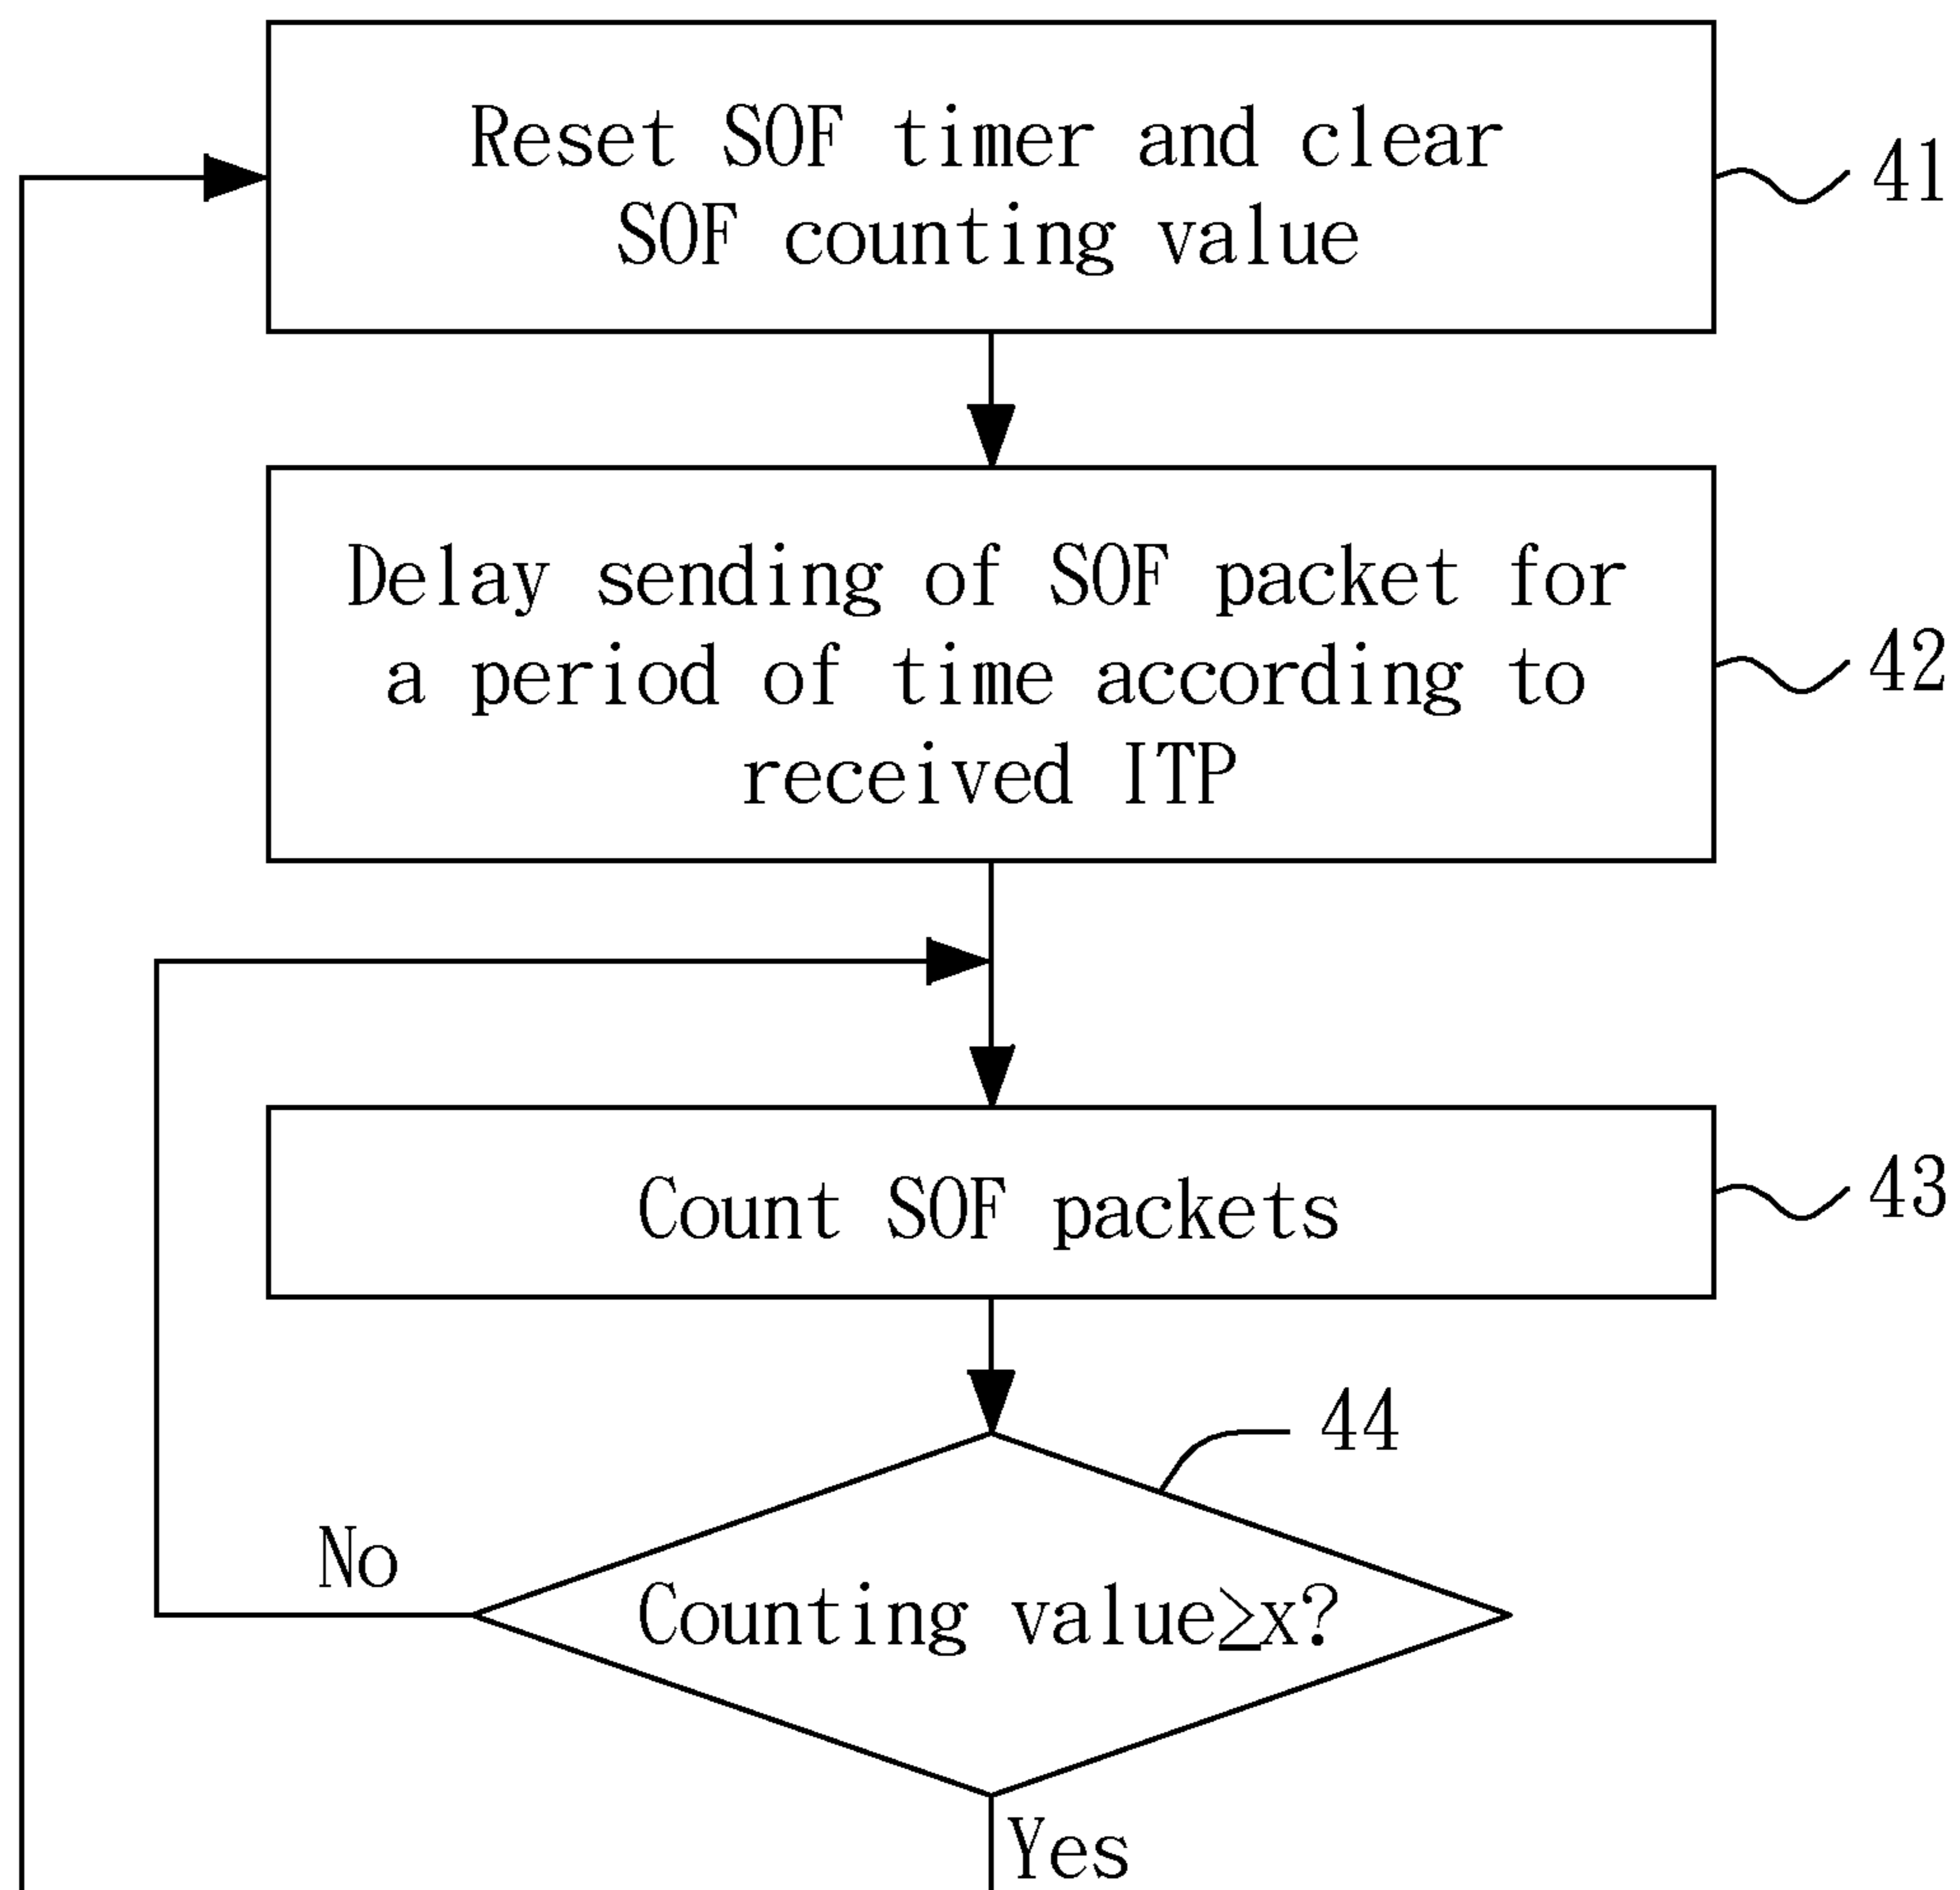 Reset SOF timer and clear
SOF counting value
41
Delay sending of SOF packet for
a period of time according to
received ITP
42
Count SOF packets
43
44
No
Counting value≥x?
Yes